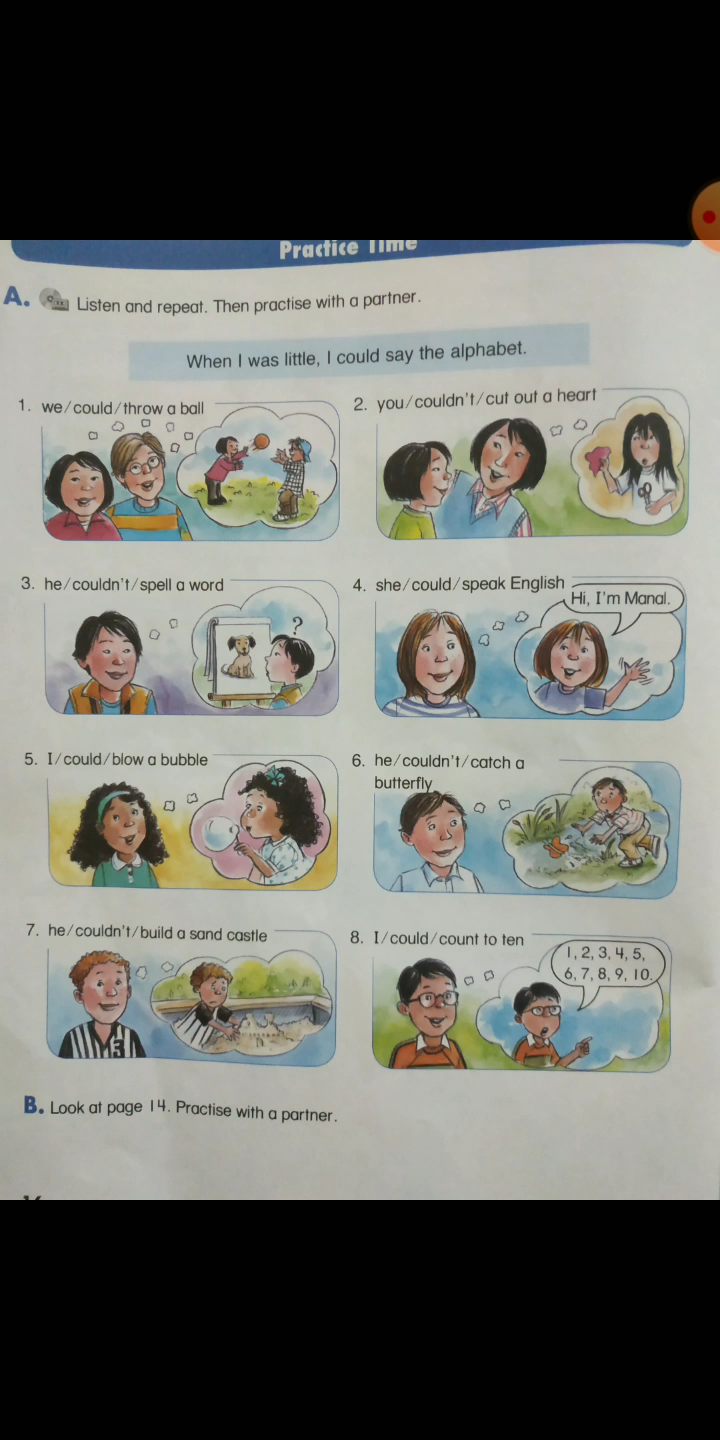 Practice Time
A. Listen and repeat. Then practise with a partner.
When I was little, I could say the alphabet.
1. we/could/throw a ball
2. you/couldn't/cut out a heart
3. he/couldn't/spell a word
?
4. she/could/speak English
Hi, I'm Manal.
5. I/could/blow a bubble
6. he/couldn't/catch a
butterfly
7. he/couldn't/build a sand castle
8. I/could/count to ten
1, 2, 3, 4, 5,
6, 7, 8, 9, 10.
B. Look at page 14. Practise with a partner.